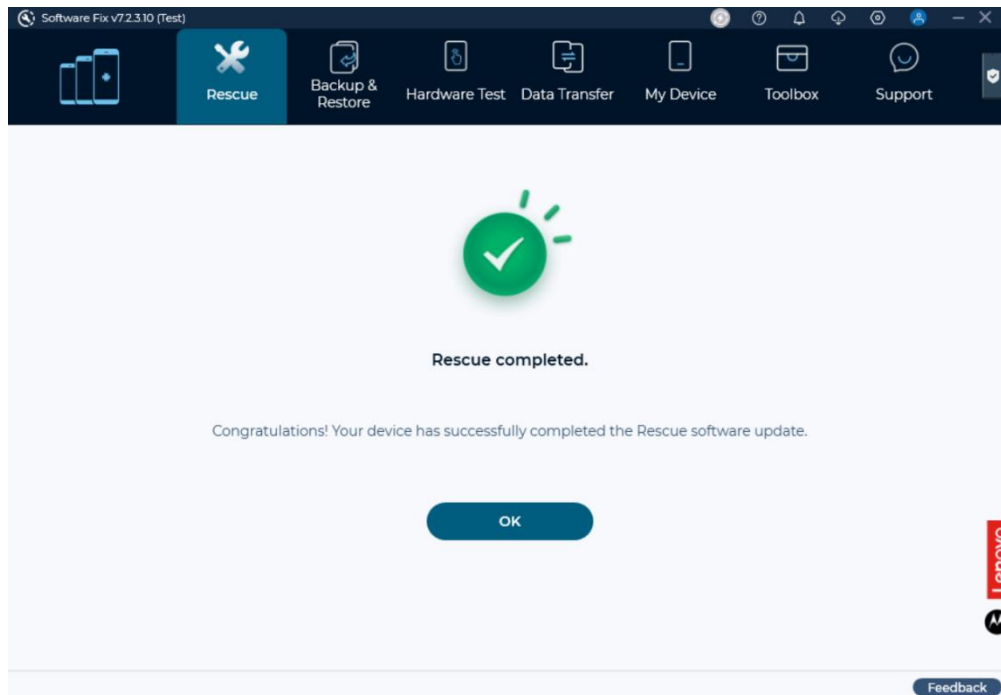 Software Fix v7.2.3.10 (Test)
Rescue
Backup &
Restore
Hardware Test
Data Transfer
My Device
Toolbox
Support
Rescue completed.
Congratulations! Your device has successfully completed the Rescue software update.
OK
Lenovo
Feedback